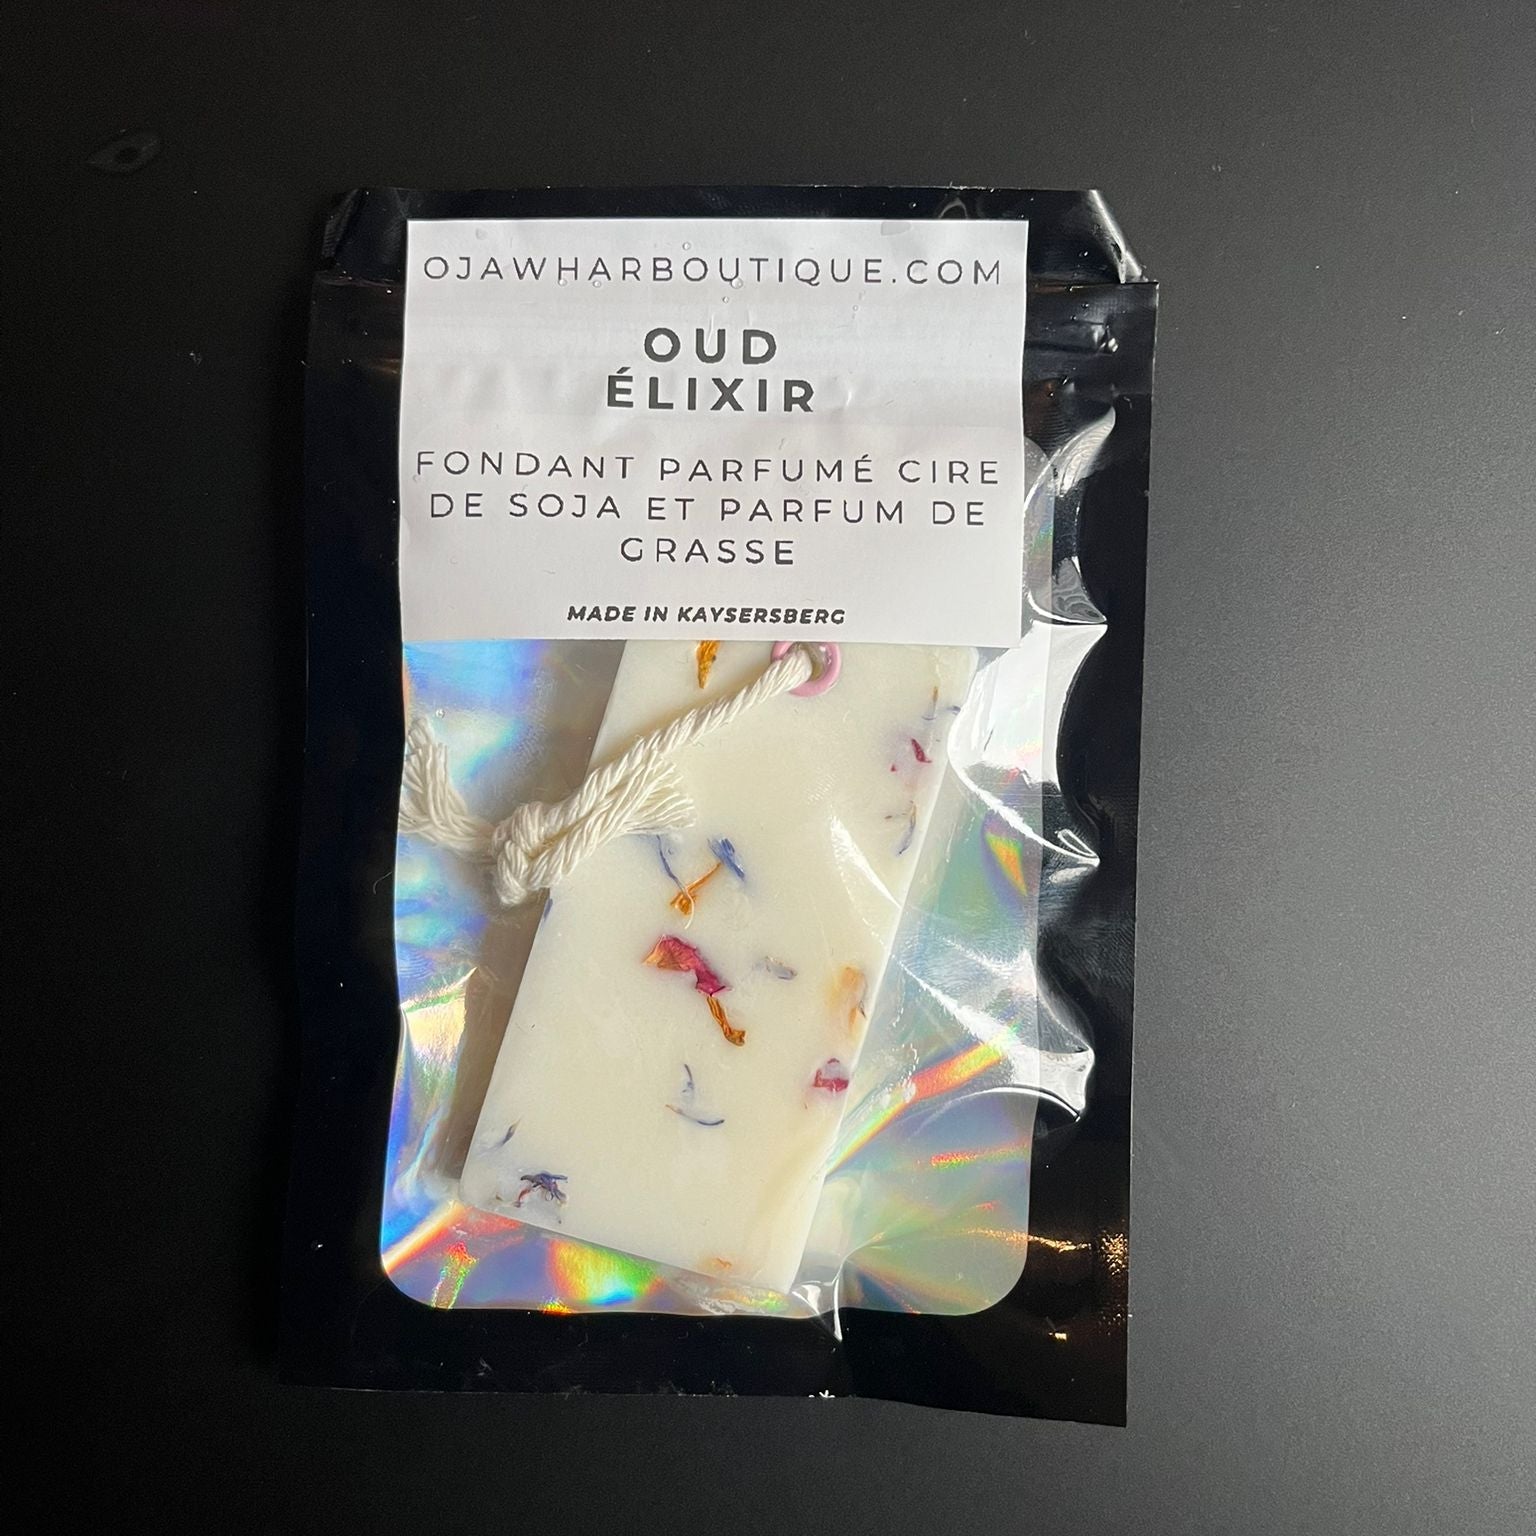 OJAWHARBOUTIQUE.COM
OUD
ÉLIXIR
FONDANT PARFUMÉ CIRE
DE SOJA ET PARFUM DE
GRASSE
MADE IN KAYSERSBERG